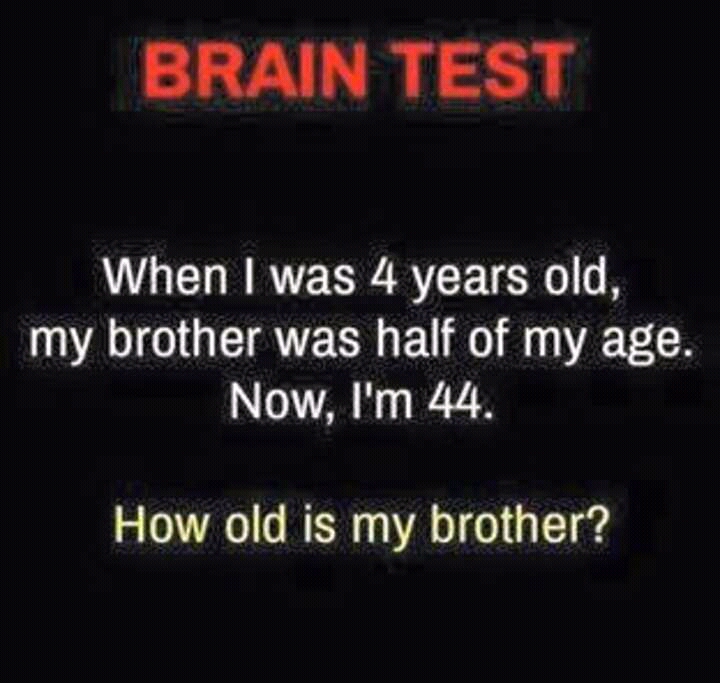 BRAIN TEST
When I was 4 years old,
my brother was half of my age.
Now, I'm 44.
How old is my brother?